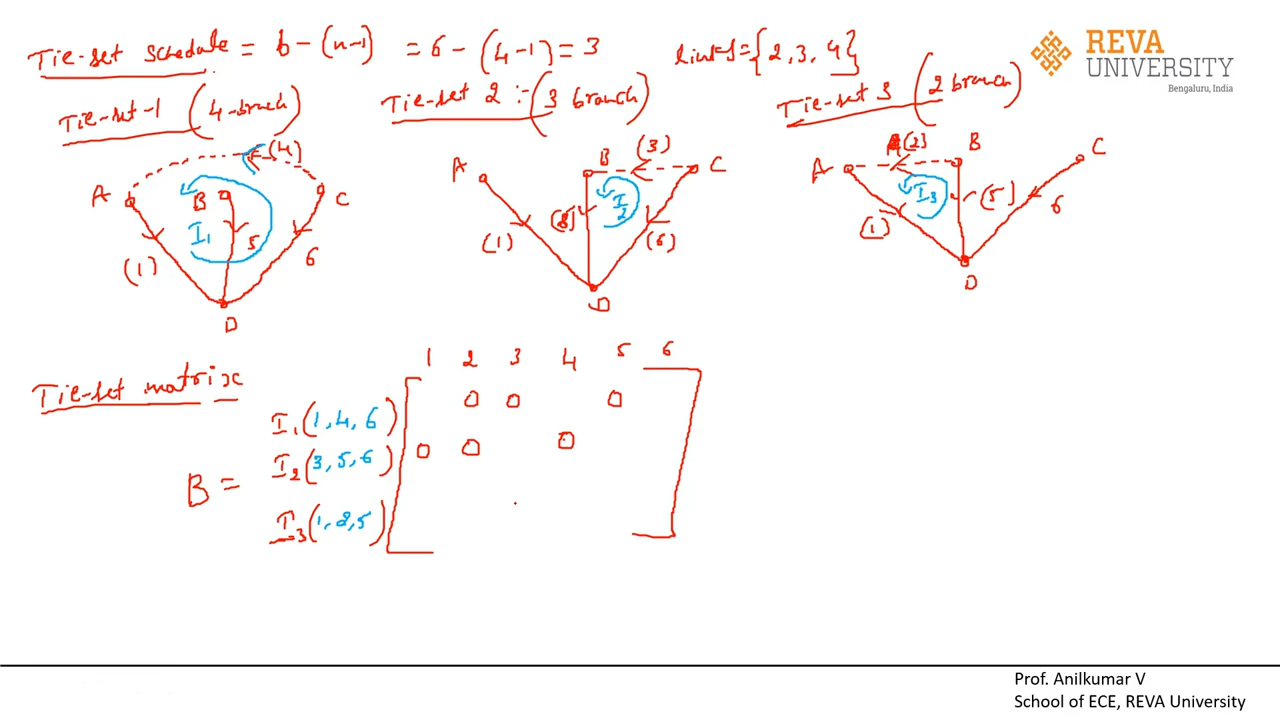 Tie-set schedule = b - (n-1) = 6 - (4-1) = 3 links = {2, 3, 4}
REVA
UNIVERSITY
Bengaluru, India
Tie-set-1 (4-branch)
Tie-set 2 :- (3 branch)
Tie-set 3 (2 branch)
(4)
A B C
I1 5
(1) 6
D
(3)
A B C
I2
(1) (6)
D
(2)
A B C
I3 (5) 6
(1)
D
Tie-set matrix
1 2 3 4 5 6
I1 (1, 4, 6) 0 0 0
I2 (3, 5, 6) 0 0 0
B =
I3 (1, 2, 5)
Prof. Anilkumar V
School of ECE, REVA University